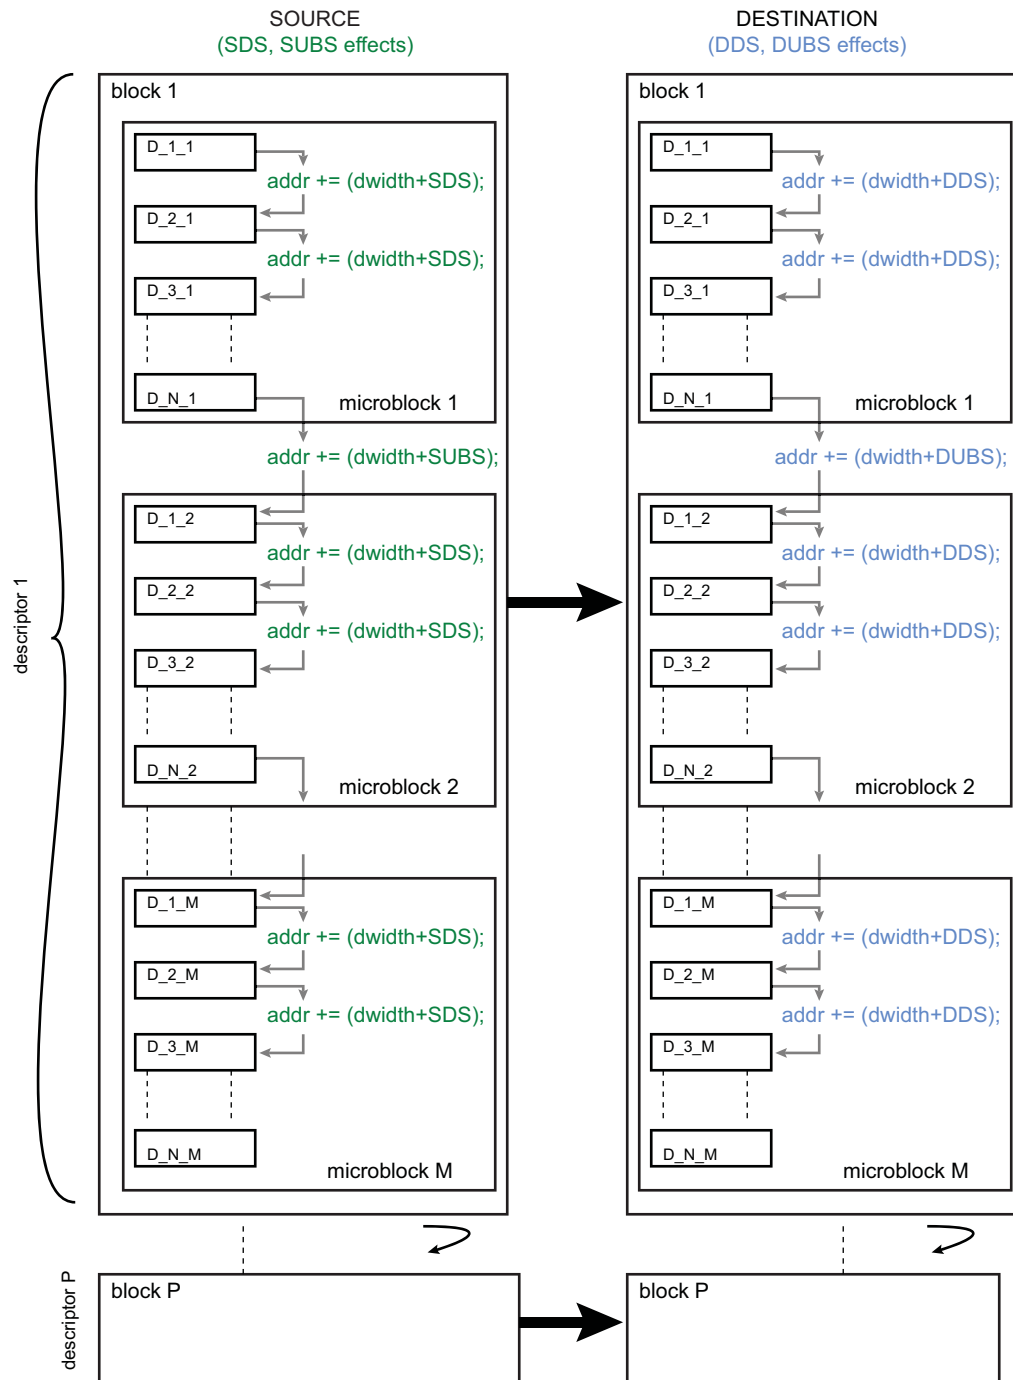 SOURCE
(SDS, SUBS effects)
DESTINATION
(DDS, DUBS effects)
descriptor 1
block 1
D_1_1
addr += (dwidth+SDS);
D_2_1
addr += (dwidth+SDS);
D_3_1
D_N_1
microblock 1
addr += (dwidth+SUBS);
D_1_2
addr += (dwidth+SDS);
D_2_2
addr += (dwidth+SDS);
D_3_2
D_N_2
microblock 2
D_1_M
addr += (dwidth+SDS);
D_2_M
addr += (dwidth+SDS);
D_3_M
D_N_M
microblock M
block 1
D_1_1
addr += (dwidth+DDS);
D_2_1
addr += (dwidth+DDS);
D_3_1
D_N_1
microblock 1
addr += (dwidth+DUBS);
D_1_2
addr += (dwidth+DDS);
D_2_2
addr += (dwidth+DDS);
D_3_2
D_N_2
microblock 2
D_1_M
addr += (dwidth+DDS);
D_2_M
addr += (dwidth+DDS);
D_3_M
D_N_M
microblock M
descriptor P
block P
block P